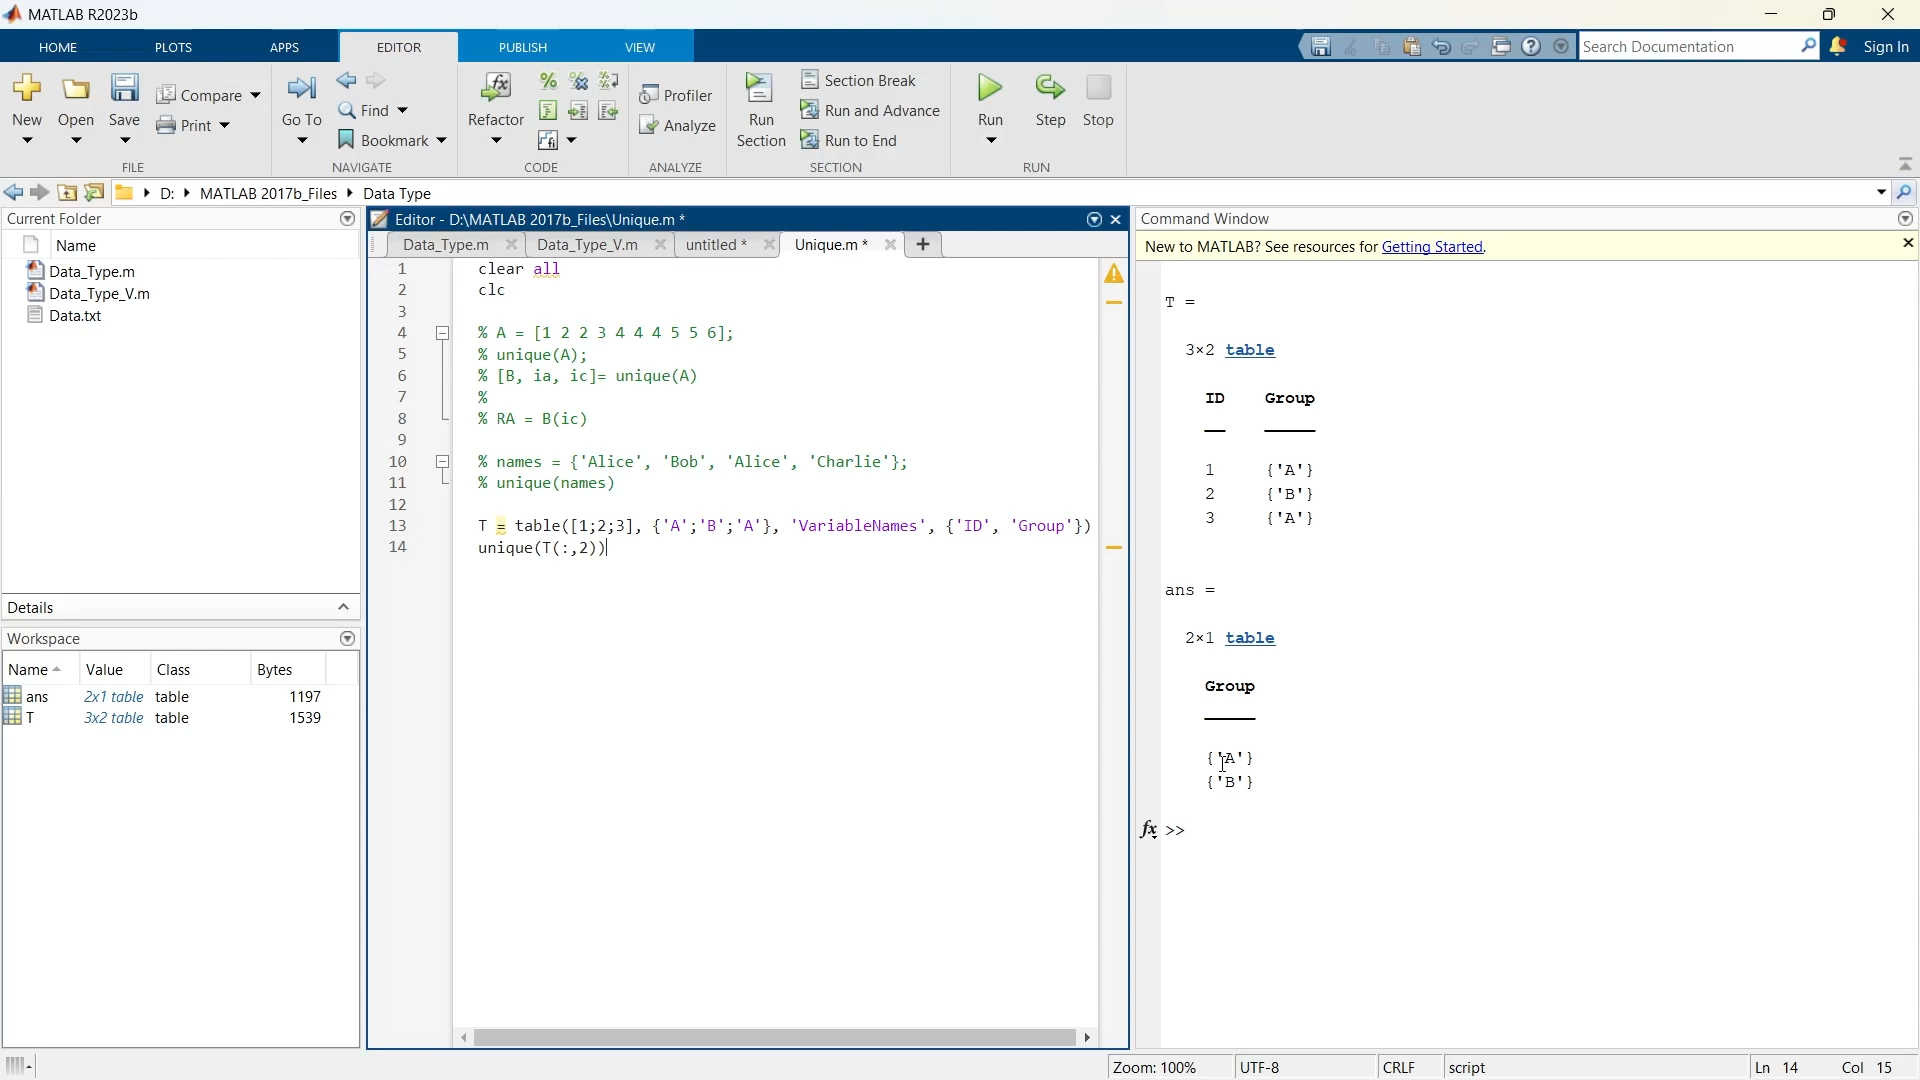 MATLAB R2023b
HOME PLOTS APPS EDITOR PUBLISH VIEW
Search Documentation
Sign In
New Open Save Compare Print
Go To Find Bookmark
Refactor
Profiler
Analyze
Run Section
Section Break
Run and Advance
Run to End
Run Step Stop
FILE NAVIGATE CODE ANALYZE SECTION RUN
D: MATLAB 2017b_Files Data Type
Current Folder
Name
Data_Type.m
Data_Type_V.m
Data.txt
Details
Workspace
Name Value Class Bytes
ans 2x1 table table 1197
T 3x2 table table 1539
Editor - D:\MATLAB 2017b_Files\Unique.m *
Data_Type.m Data_Type_V.m untitled * Unique.m * +
1 clear all
2 clc
3
4 % A = [1 2 2 3 4 4 4 5 5 6];
5 % unique(A);
6 % [B, ia, ic]= unique(A)
7 %
8 % RA = B(ic)
9
10 % names = {'Alice', 'Bob', 'Alice', 'Charlie'};
11 % unique(names)
12
13 T = table([1;2;3], {'A';'B';'A'}, 'VariableNames', {'ID', 'Group'})
14 unique(T(:,2))
Command Window
New to MATLAB? See resources for Getting Started.
T =
3×2 table
ID Group
1 {'A'}
2 {'B'}
3 {'A'}
ans =
2×1 table
Group
{'A'}
{'B'}
fx >>
Zoom: 100% UTF-8 CRLF script Ln 14 Col 15